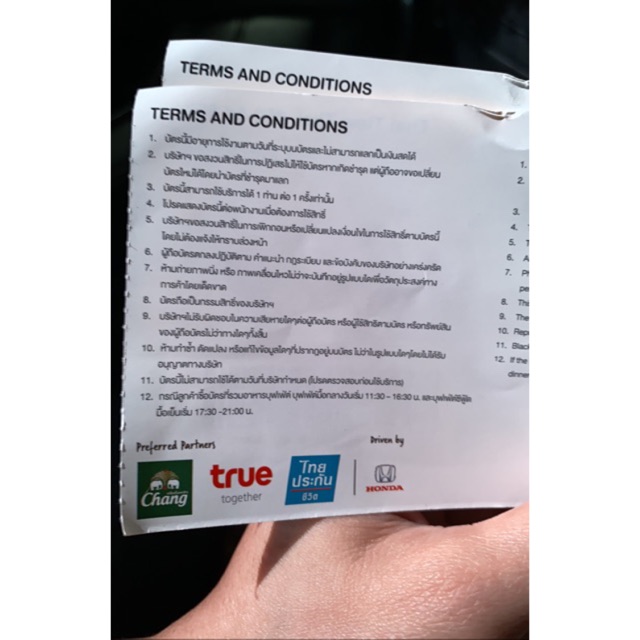 TERMS AND CONDITIONS
TERMS AND CONDITIONS
1. บัตรนี้มีอายุการใช้งานตามวันที่ระบุบนบัตรและไม่สามารถแลกเป็นเงินสดได้
2. บริษัทฯ ขอสงวนสิทธิ์ในการปฏิเสธไม่ให้ใช้บัตรหากเกิดชำรุด แต่ผู้ถืออาจขอเปลี่ยน
บัตรใหม่ได้โดยนำบัตรที่ชำรุดมาแลก
3. บัตรนี้สามารถใช้บริการได้ 1 ท่าน ต่อ 1 ครั้งเท่านั้น
4. โปรดแสดงบัตรนี้ต่อพนักงานเมื่อต้องการใช้สิทธิ์
5. บริษัทฯขอสงวนสิทธิ์ในการเพิกถอนหรือเปลี่ยนแปลงเงื่อนไขในการใช้สิทธิ์ตามบัตรนี้
โดยไม่ต้องแจ้งให้ทราบล่วงหน้า
6. ผู้ถือบัตรตกลงปฏิบัติตาม คำแนะนำ กฎระเบียบ และข้อบังคับของบริษัทอย่างเคร่งครัด
7. ห้ามถ่ายภาพนิ่ง หรือ ภาพเคลื่อนไหวไม่ว่าจะบันทึกอยู่รูปแบบใดเพื่อวัตถุประสงค์ทาง
การค้าโดยเด็ดขาด
8. บัตรถือเป็นกรรมสิทธิ์ของบริษัทฯ
9. บริษัทฯไม่รับผิดชอบในความเสียหายใดๆต่อผู้ถือบัตร หรือผู้ใช้สิทธิตามบัตร หรือทรัพย์สิน
ของผู้ถือบัตรไม่ว่าทางใดๆทั้งสิ้น
10. ห้ามทำซ้ำ ดัดแปลง หรือแก้ไขข้อมูลใดๆที่ปรากฏอยู่บนบัตร ไม่ว่าในรูปแบบใดๆโดยไม่ได้รับ
อนุญาตทางบริษัท
11. บัตรนี้ไม่สามารถใช้ได้ตามวันที่บริษัทกำหนด (โปรดตรวจสอบก่อนใช้บริการ)
12. กรณีลูกค้าซื้อบัตรที่รวมอาหารบุฟเฟ่ต์ บุฟเฟ่ต์มื้อกลางวันเริ่ม 11:30 - 16:30 น. และบุฟเฟ่ต์ซีฟู้ด
มื้อเย็นเริ่ม 17:30 -21:00 น.
1.
2.
3.
4.
5.
6.
7.
8. This
9. The
10.
11. Blac
12. If the
dinne
Preferred Partners
Driven by
Chang
true
together
ไทย
ประกัน
ชีวิต
HONDA